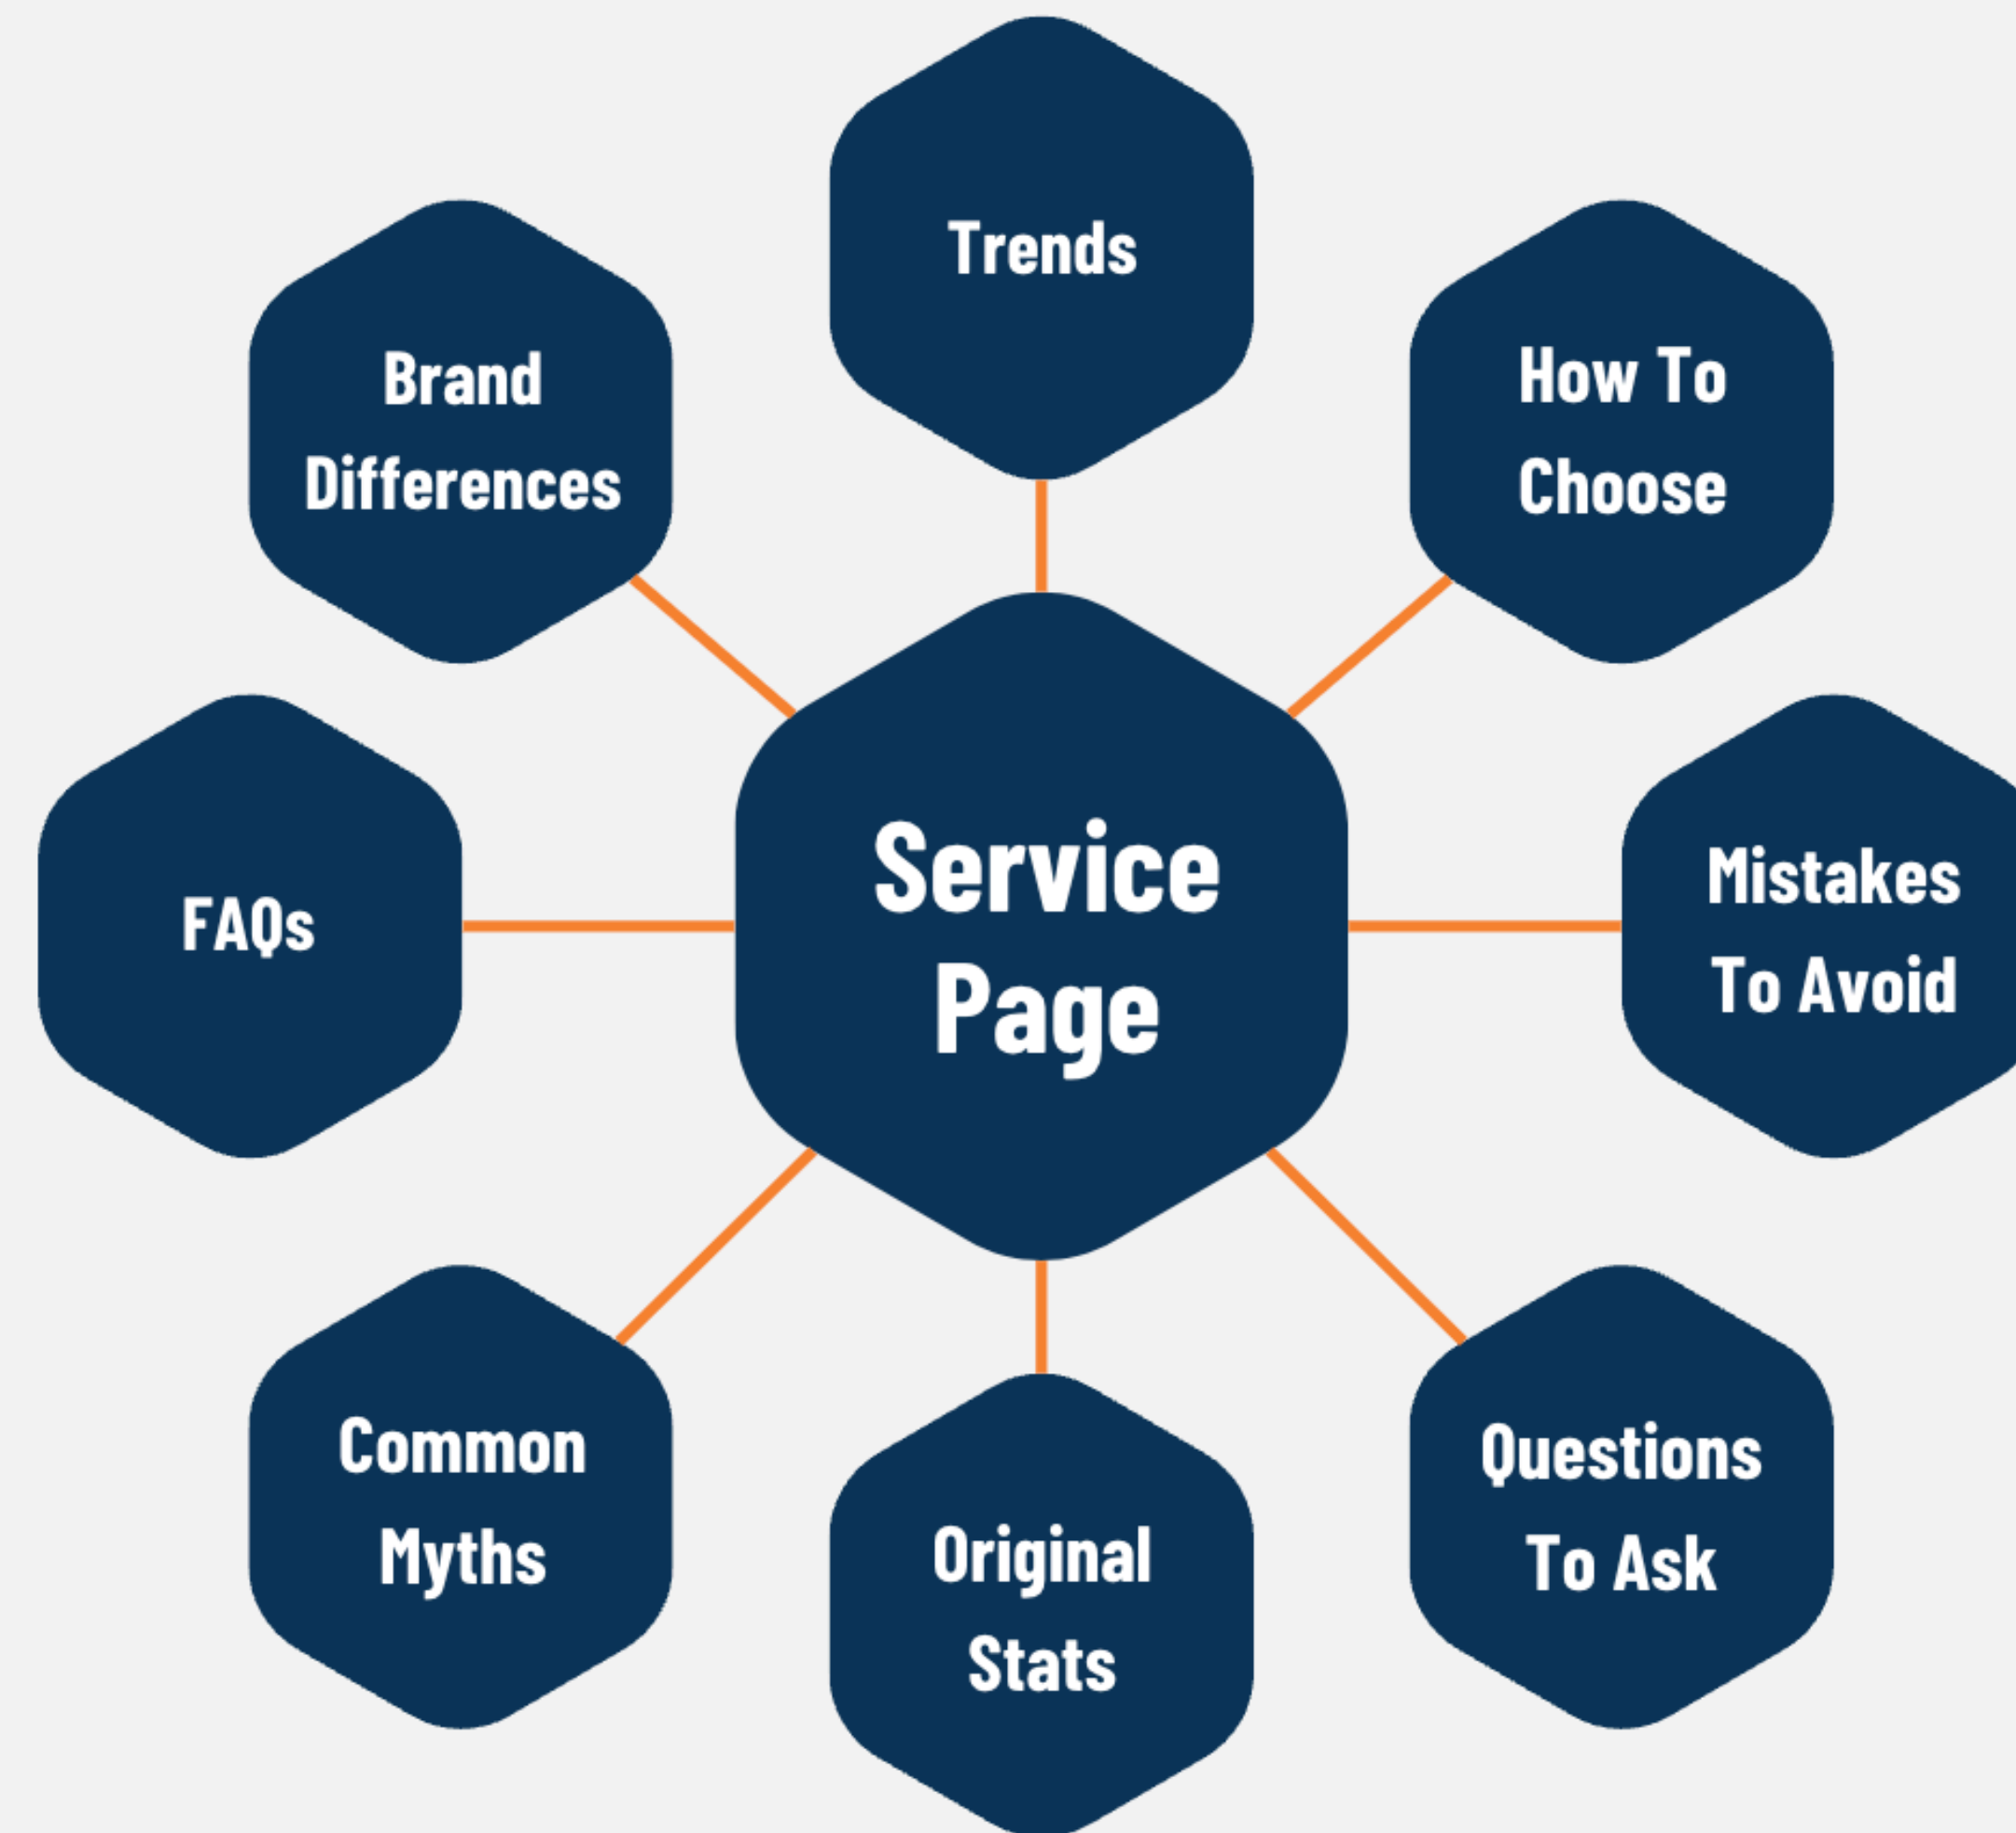 Trends
Brand
Differences
How To
Choose
FAQs
Service
Page
Mistakes
To Avoid
Common
Myths
Original
Stats
Questions
To Ask